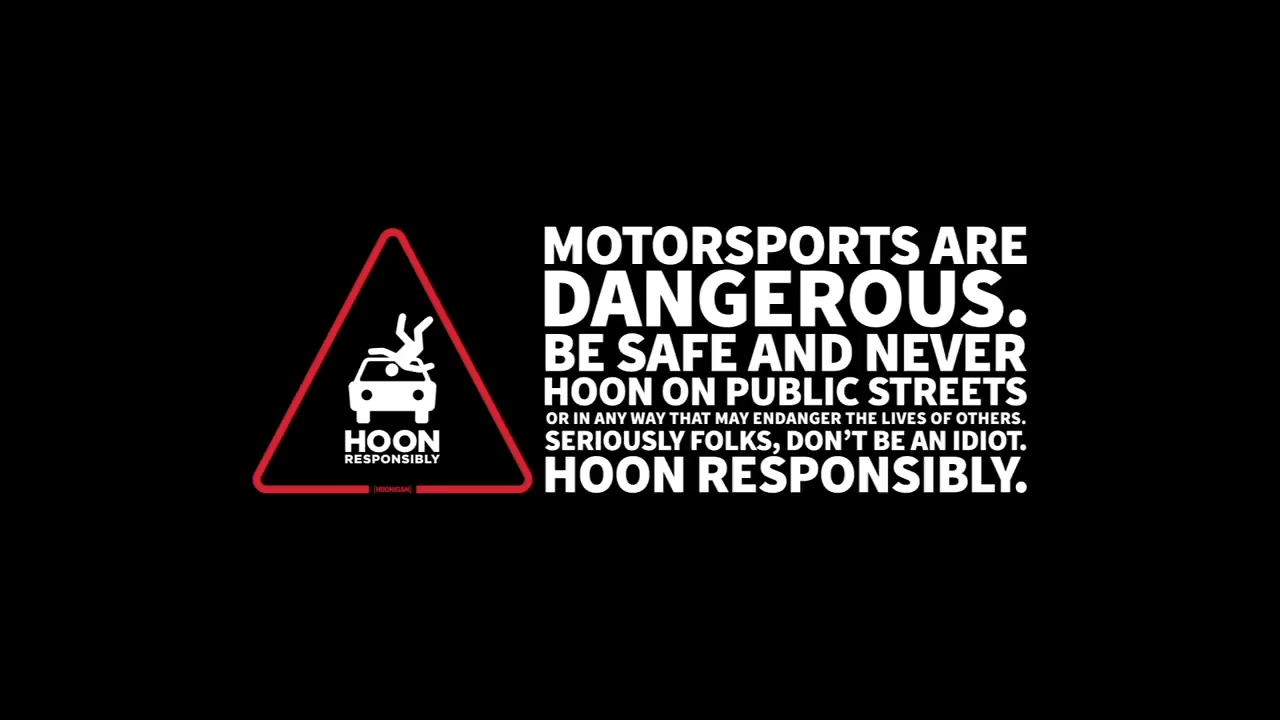 HOON
RESPONSIBLY
[HOONIGAN]
MOTORSPORTS ARE
DANGEROUS.
BE SAFE AND NEVER
HOON ON PUBLIC STREETS
OR IN ANY WAY THAT MAY ENDANGER THE LIVES OF OTHERS.
SERIOUSLY FOLKS, DON’T BE AN IDIOT.
HOON RESPONSIBLY.